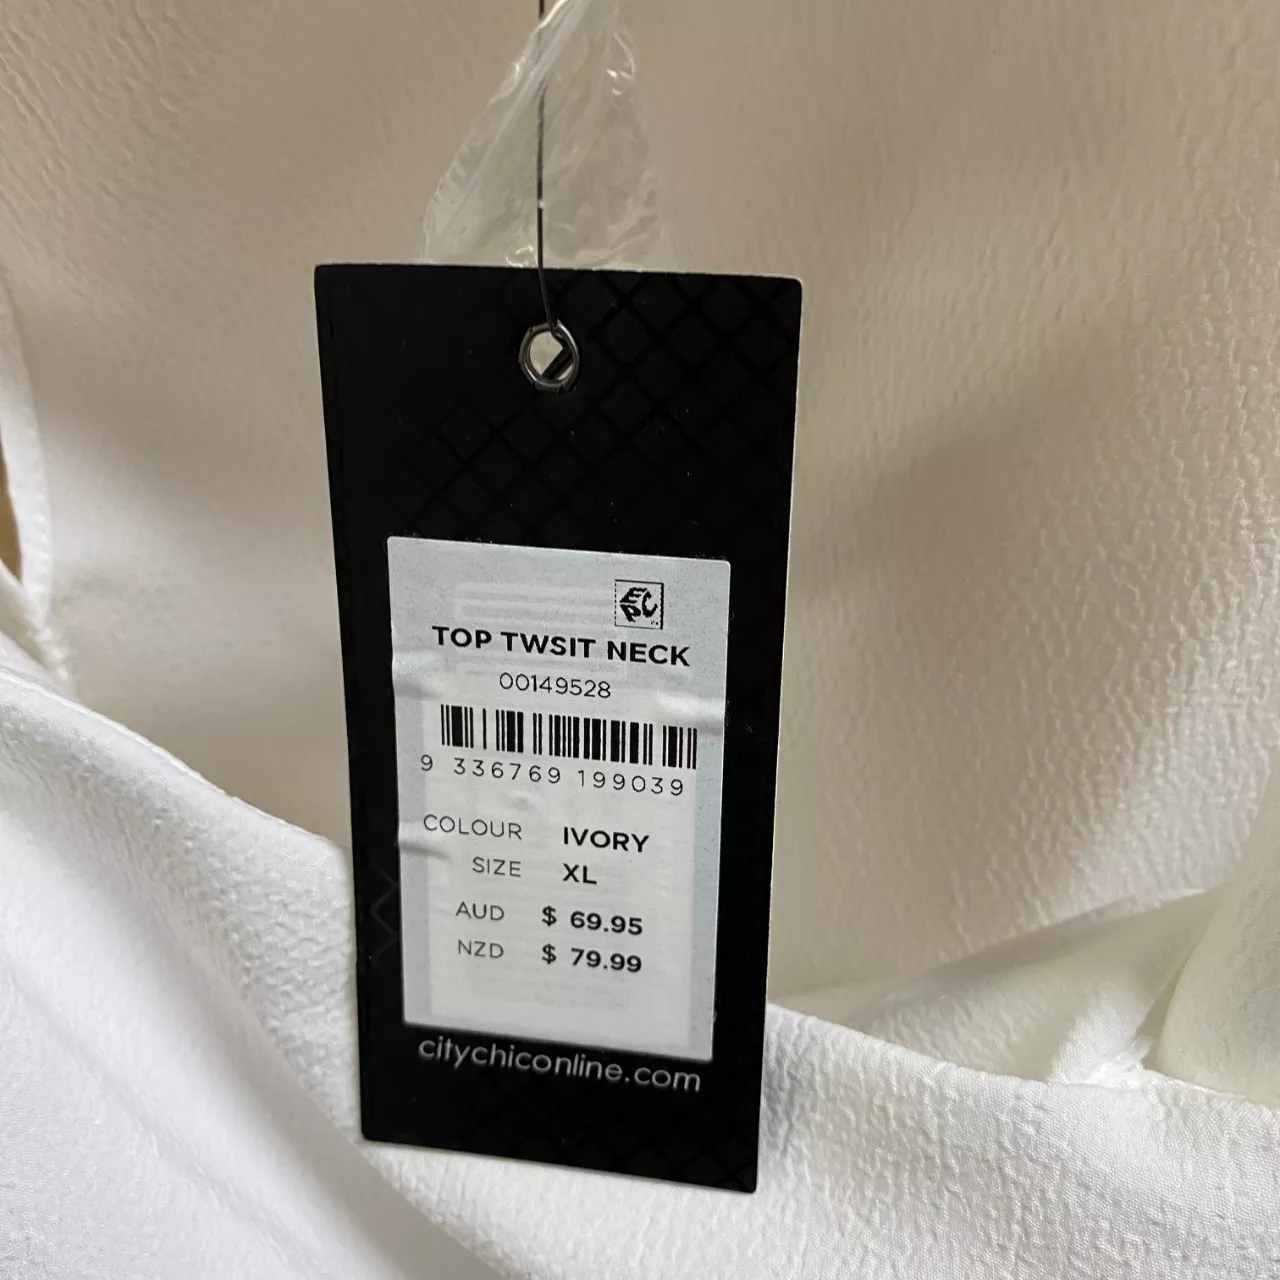 EPC
TOP TWSIT NECK
00149528
9 336769 199039
COLOUR IVORY
SIZE XL
AUD $ 69.95
NZD $ 79.99
citychiconline.com